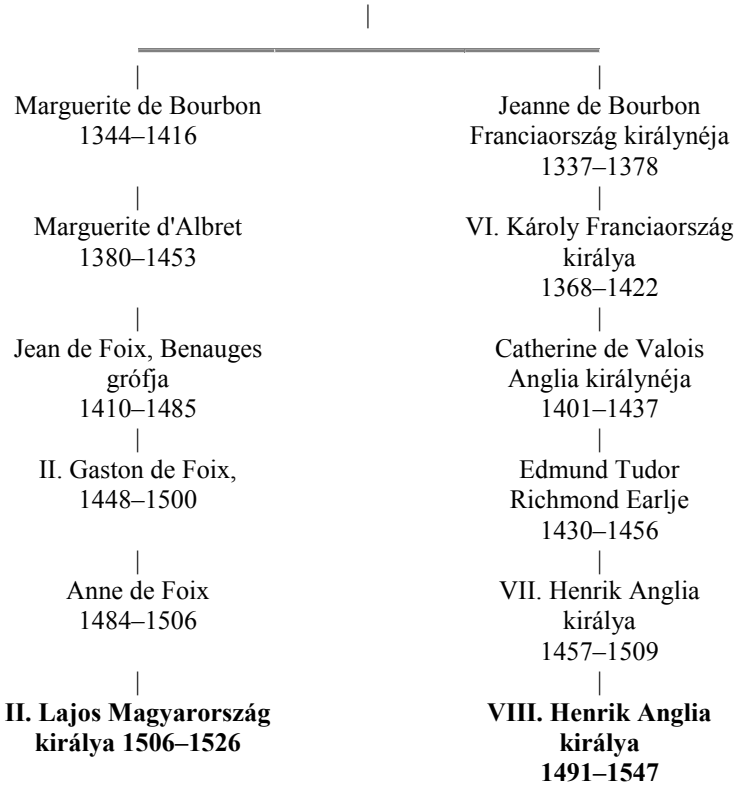 Marguerite de Bourbon
1344–1416
Jeanne de Bourbon
Franciaország királynéja
1337–1378
Marguerite d'Albret
1380–1453
VI. Károly Franciaország
királya
1368–1422
Jean de Foix, Benauges
grófja
1410–1485
Catherine de Valois
Anglia királynéja
1401–1437
II. Gaston de Foix,
1448–1500
Edmund Tudor
Richmond Earlje
1430–1456
Anne de Foix
1484–1506
VII. Henrik Anglia
királya
1457–1509
II. Lajos Magyarország
királya 1506–1526
VIII. Henrik Anglia
királya
1491–1547